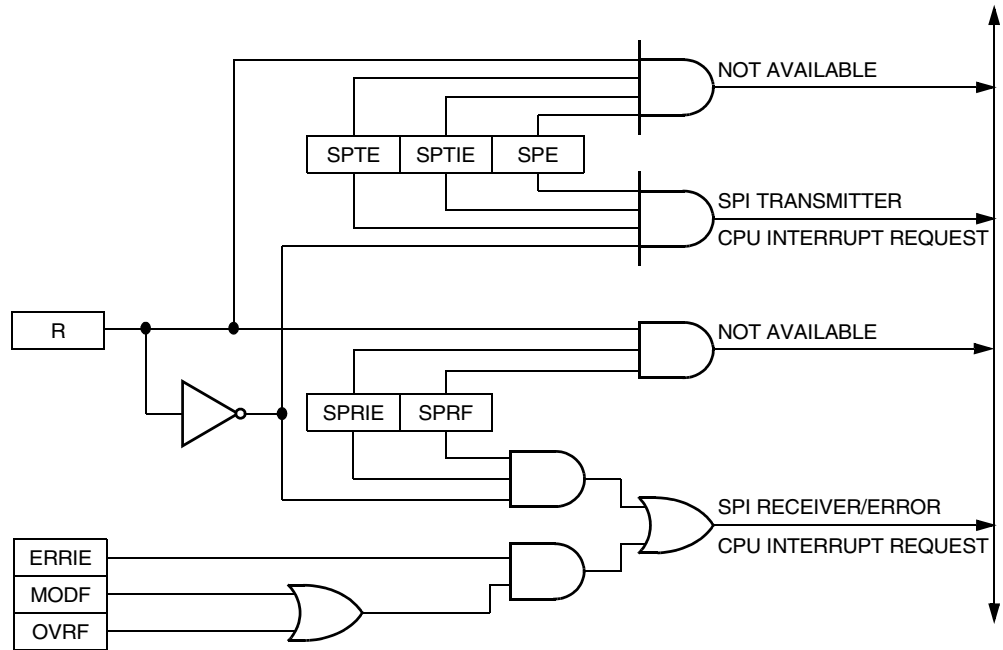 NOT AVAILABLE
SPTE SPTIE SPE
SPI TRANSMITTER
CPU INTERRUPT REQUEST
R
NOT AVAILABLE
SPRIE SPRF
SPI RECEIVER/ERROR
CPU INTERRUPT REQUEST
ERRIE
MODF
OVRF